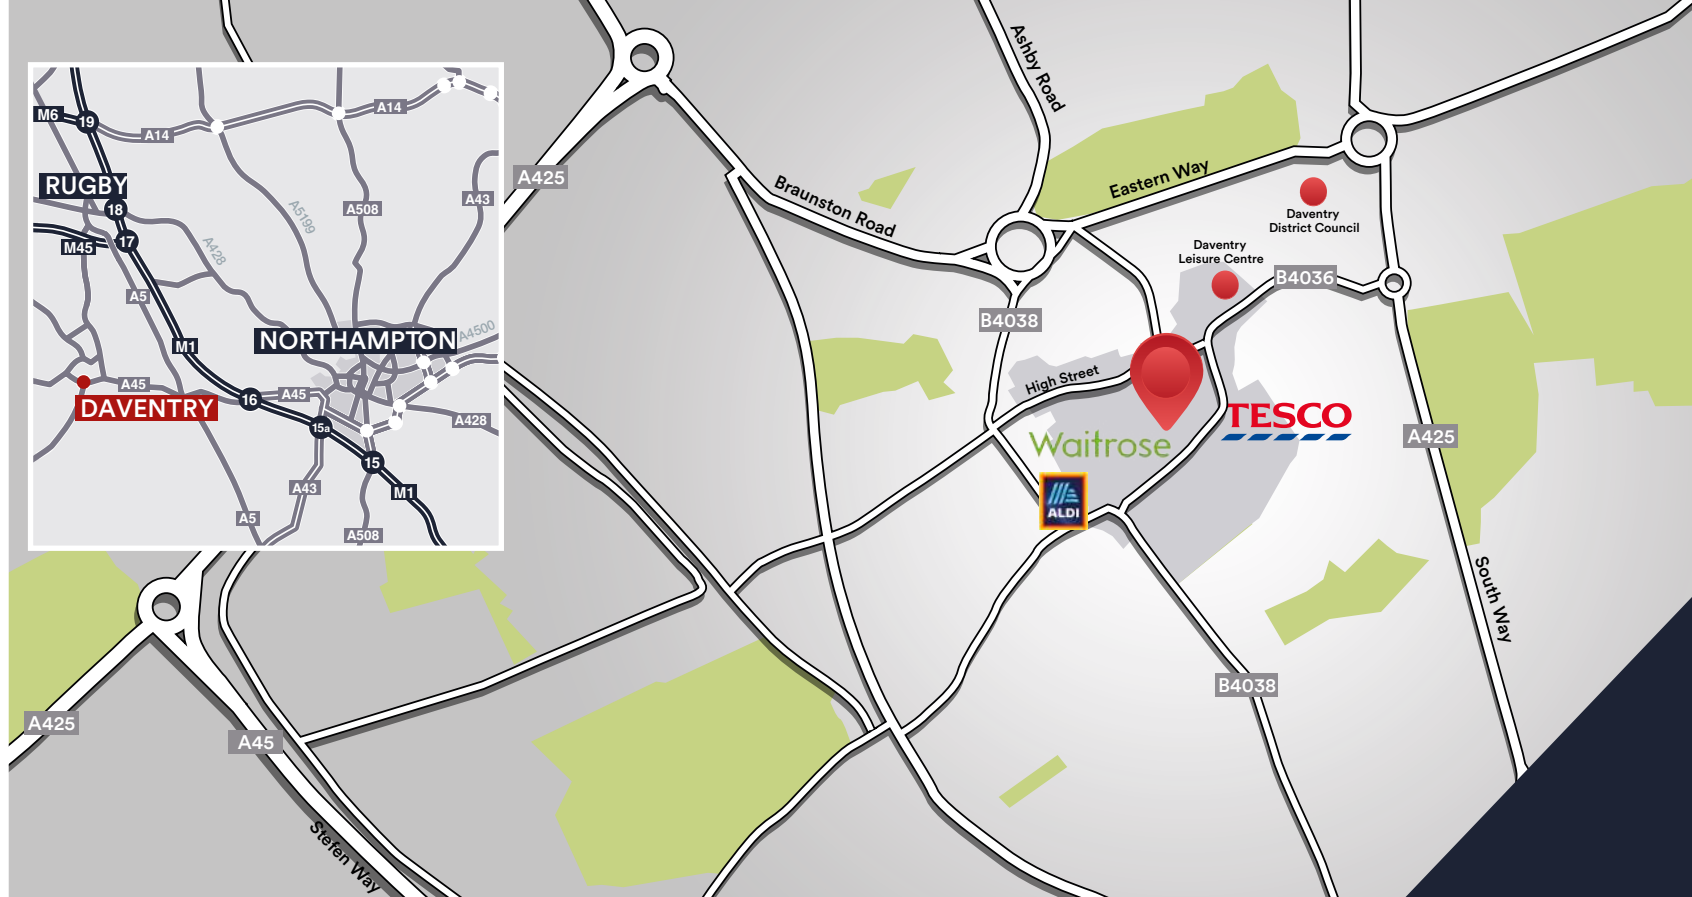 M6
19
A14
A14
RUGBY
18
A508
A43
A5199
A428
17
M45
A5
M1
NORTHAMPTON
A4500
A45
DAVENTRY
16
A45
15a
A428
15
A43
M1
A5
A508
A425
Ashby Road
Braunston Road
Eastern Way
Daventry
District Council
Daventry
Leisure Centre
B4036
B4038
High Street
Waitrose
TESCO
ALDI
A425
South Way
B4038
A425
A45
Stefen Way